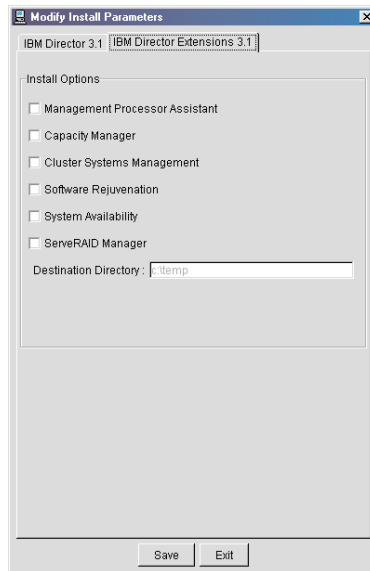 Modify Install Parameters
IBM Director 3.1 IBM Director Extensions 3.1
Install Options
Management Processor Assistant
Capacity Manager
Cluster Systems Management
Software Rejuvenation
System Availability
ServeRAID Manager
Destination Directory : c:\temp
Save Exit